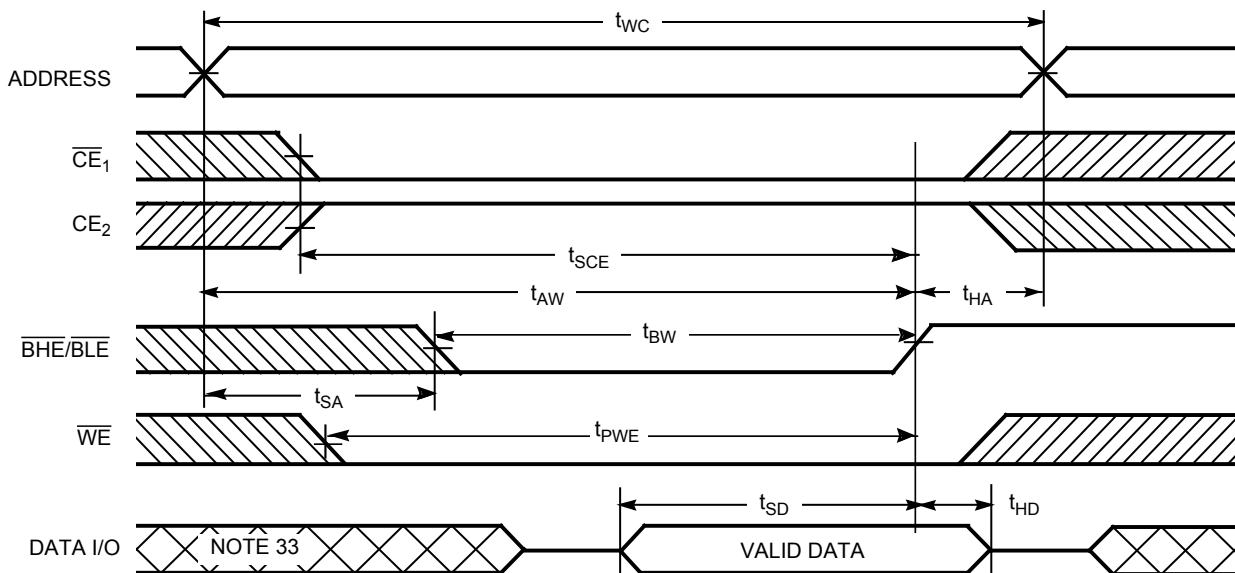 tWC
ADDRESS
CE1
CE2
tSCE
tAW
tHA
BHE/BLE
tBW
tSA
WE
tPWE
tSD
tHD
DATA I/O
NOTE 33
VALID DATA